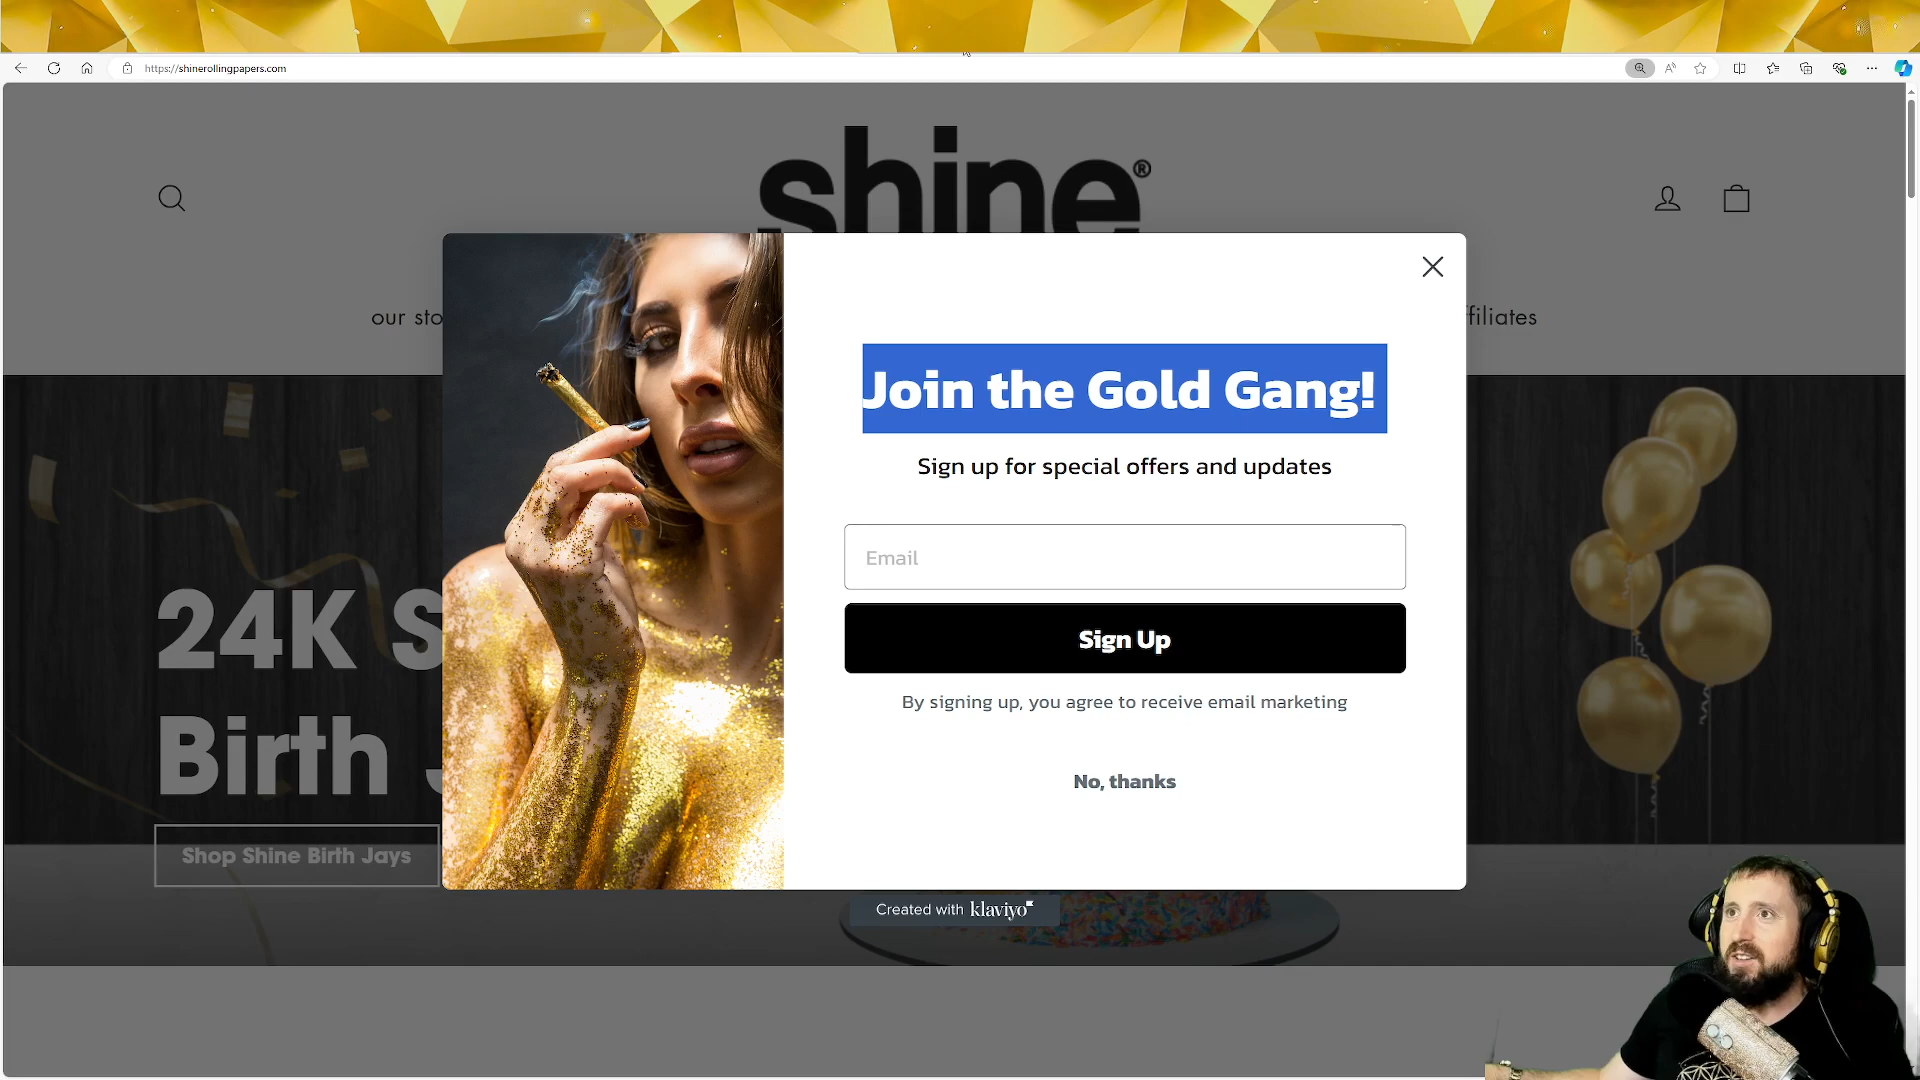 https://shinerollingpapers.com
shine®
our sto
ffiliates
Join the Gold Gang!
Sign up for special offers and updates
Email
Sign Up
By signing up, you agree to receive email marketing
No, thanks
24K S
Birth J
Shop Shine Birth Jays
Created with klaviyo